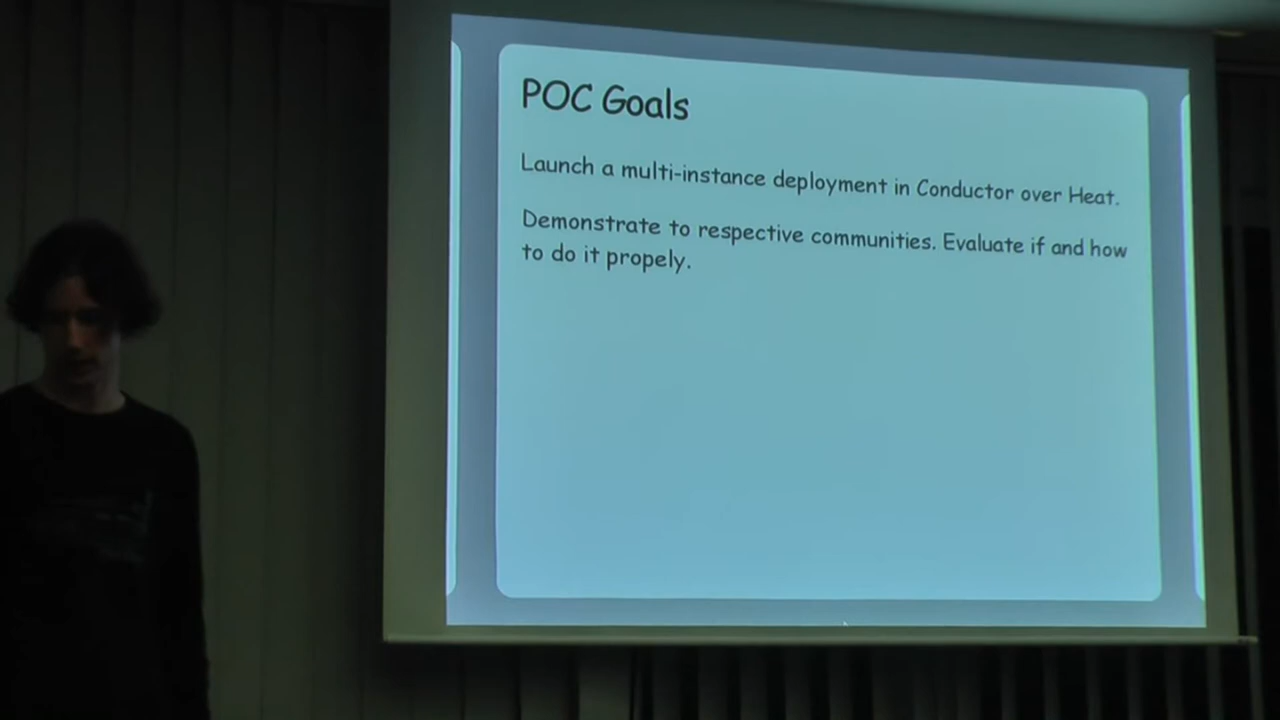 POC Goals
Launch a multi-instance deployment in Conductor over Heat.
Demonstrate to respective communities. Evaluate if and how
to do it propely.